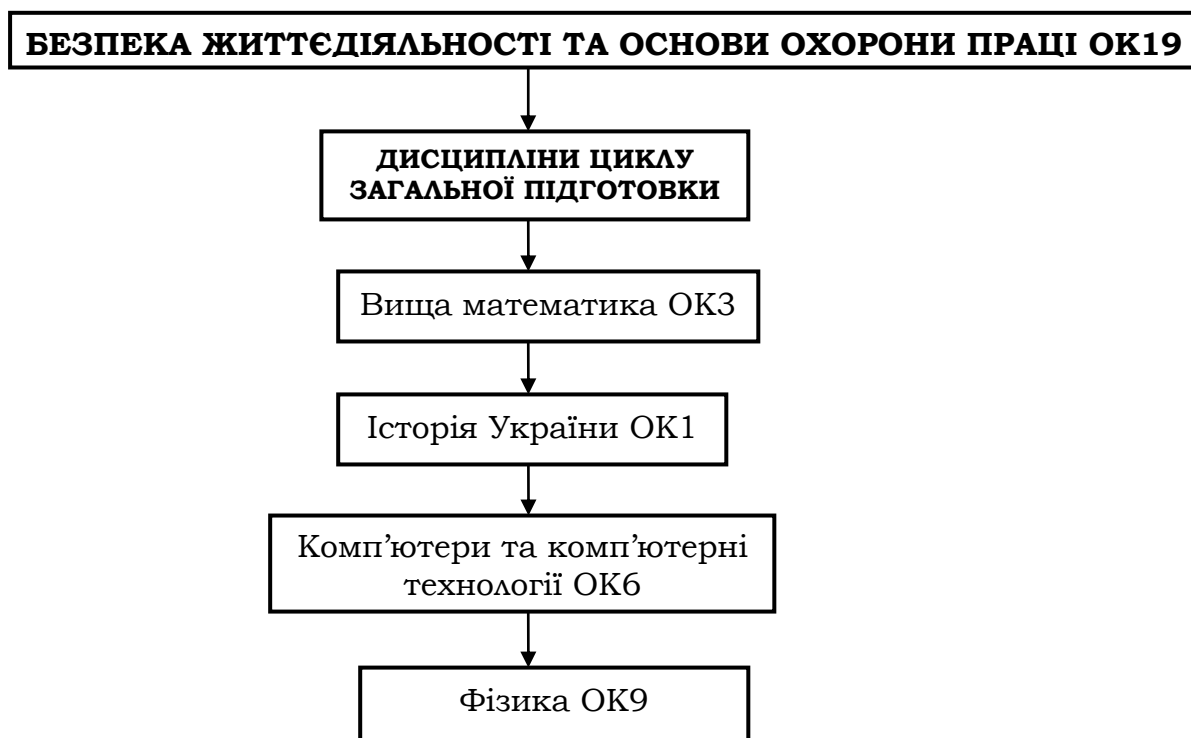 БЕЗПЕКА ЖИТТЄДІЯЛЬНОСТІ ТА ОСНОВИ ОХОРОНИ ПРАЦІ ОК19
ДИСЦИПЛІНИ ЦИКЛУ
ЗАГАЛЬНОЇ ПІДГОТОВКИ
Вища математика ОК3
Історія України ОК1
Комп’ютери та комп’ютерні
технології ОК6
Фізика ОК9